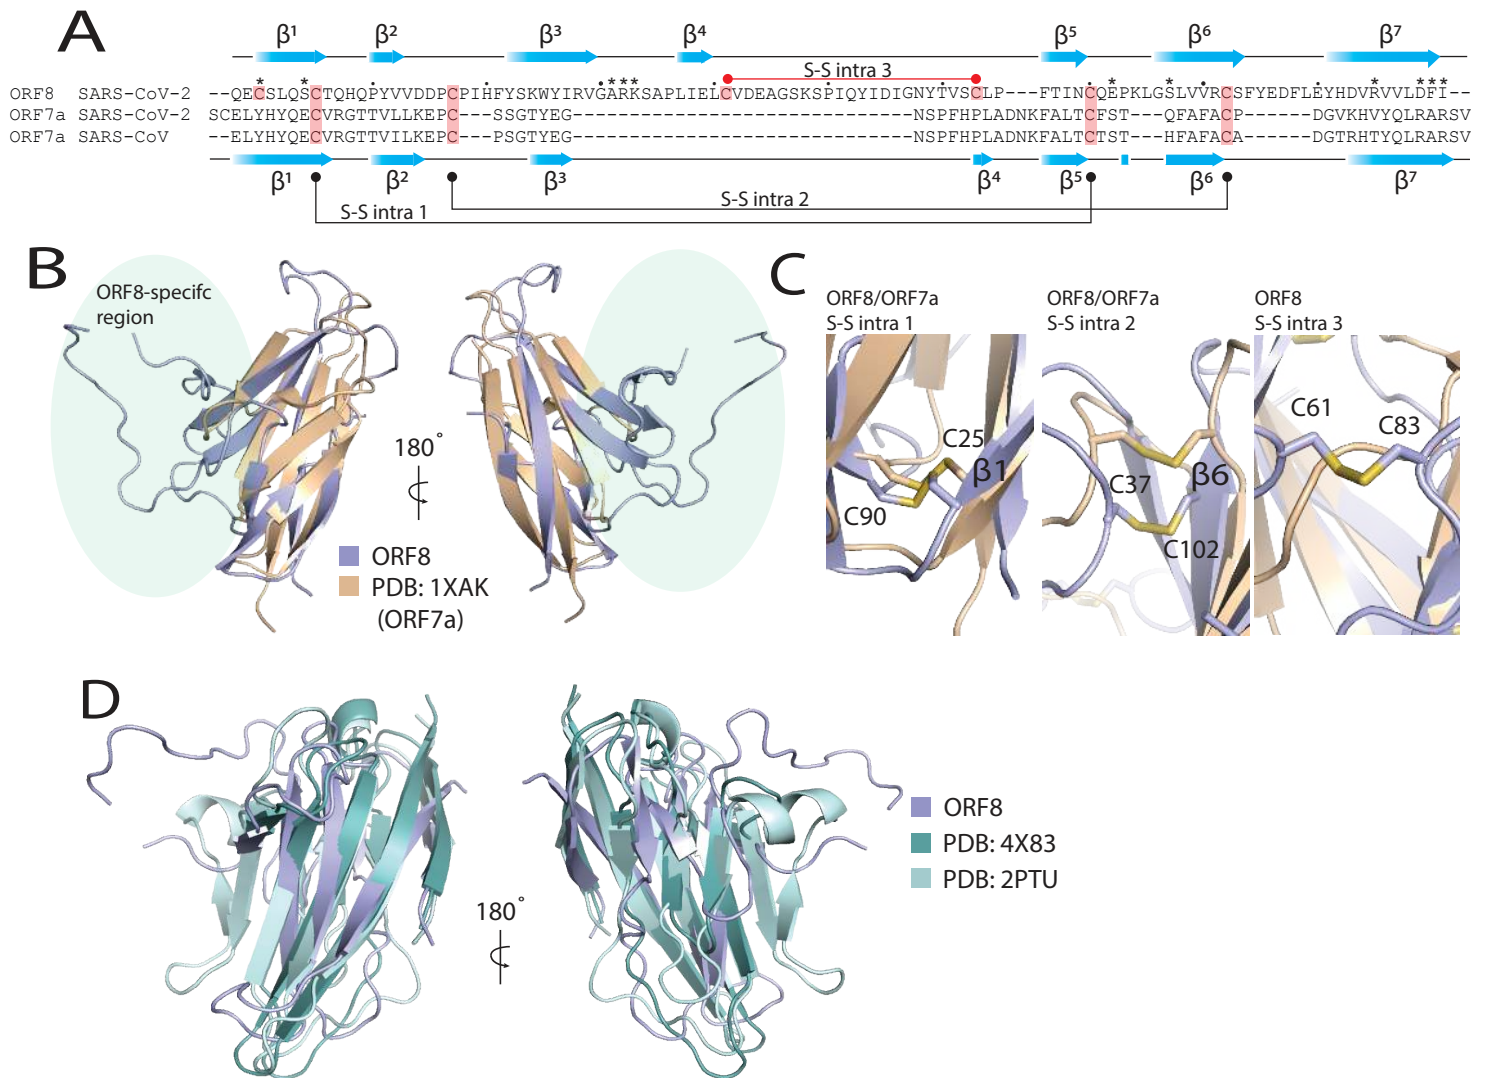 A
β1 β2 β3 β4 β5 β6 β7
S-S intra 3
* * . . . .*** . . . . * * . . * ***
ORF8 SARS-CoV-2 --QECSLQSCTQHQPYVVDDPCPIHFYSKWYIRVGARKSAPLIELCVDEAGSKSPIQYIDIGNYTVSCLP--FTINCQEPKLGSLVVRCSFYEDFLEYHDVRVVLDFI--
ORF7a SARS-CoV-2 SCELYHYQECVRGTTVLLKEPC---SSGTYEG-----------------------------NSPFHPLADNKFALTCFST---QFAFACP------DGVKHVYQLRARSV
ORF7a SARS-CoV --ELYHYQECVRGTTVLLKEPC---SSGTYEG-----------------------------NSPFHPLADNKFALTCTST---HFAFACA------DGTRHTYQLRARSV
β1 β2 β3 β4 β5 β6 β7
S-S intra 1
S-S intra 2
B
ORF8-specifc
region
180°
ORF8
PDB: 1XAK
(ORF7a)
C
ORF8/ORF7a
S-S intra 1
C25
β1
C90
ORF8/ORF7a
S-S intra 2
C37
β6
C102
ORF8
S-S intra 3
C61
C83
D
180°
ORF8
PDB: 4X83
PDB: 2PTU